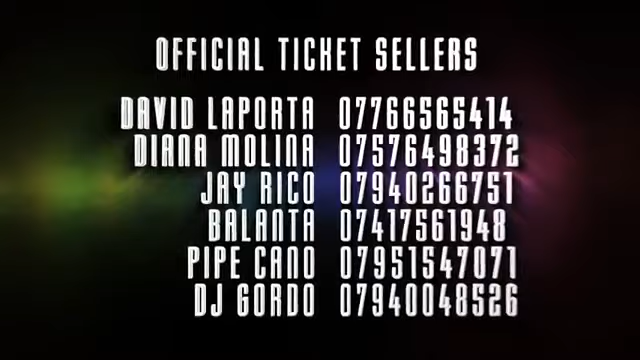 OFFICIAL TICKET SELLERS
DAVID LAPORTA 07766565414
DIANA MOLINA 07576498372
JAY RICO 07940266751
BALANTA 07417561948
PIPE CANO 07951547071
DJ GORDO 07940048526